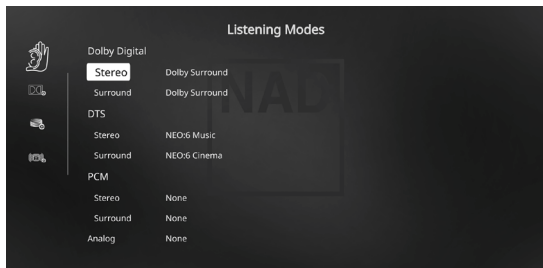 Listening Modes
Dolby Digital
Stereo Dolby Surround
Surround Dolby Surround
DTS
Stereo NEO:6 Music
Surround NEO:6 Cinema
PCM
Stereo None
Surround None
Analog None
NAD